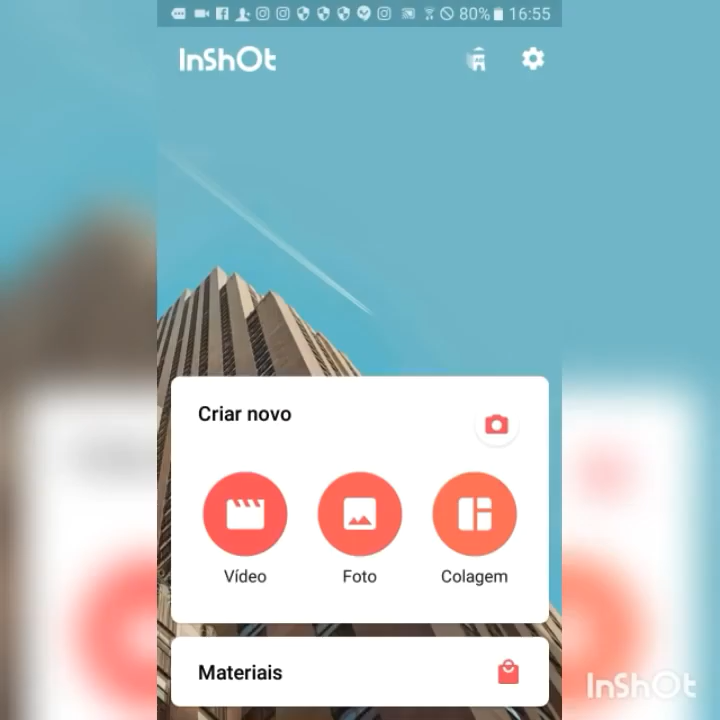 80% 16:55
InShOt
Criar novo
Vídeo
Foto
Colagem
Materiais
InShOt